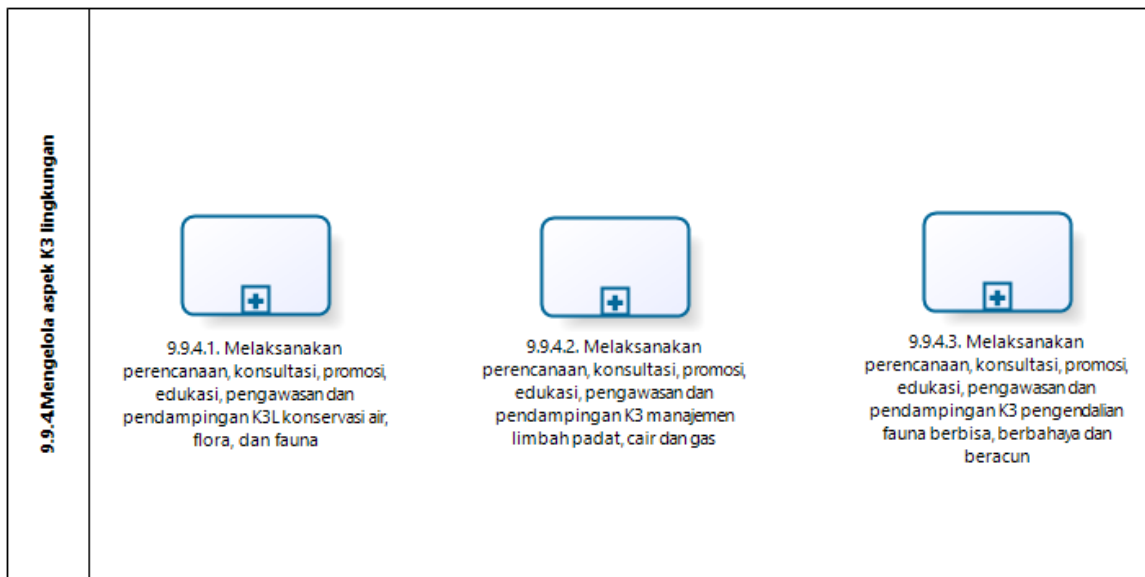 9.9.4Mengelola aspek K3 lingkungan
9.9.4.1. Melaksanakan
perencanaan, konsultasi, promosi,
edukasi, pengawasan dan
pendampingan K3L konservasi air,
flora, dan fauna
9.9.4.2. Melaksanakan
perencanaan, konsultasi, promosi,
edukasi, pengawasan dan
pendampingan K3 manajemen
limbah padat, cair dan gas
9.9.4.3. Melaksanakan
perencanaan, konsultasi, promosi,
edukasi, pengawasan dan
pendampingan K3 pengendalian
fauna berbisa, berbahaya dan
beracun